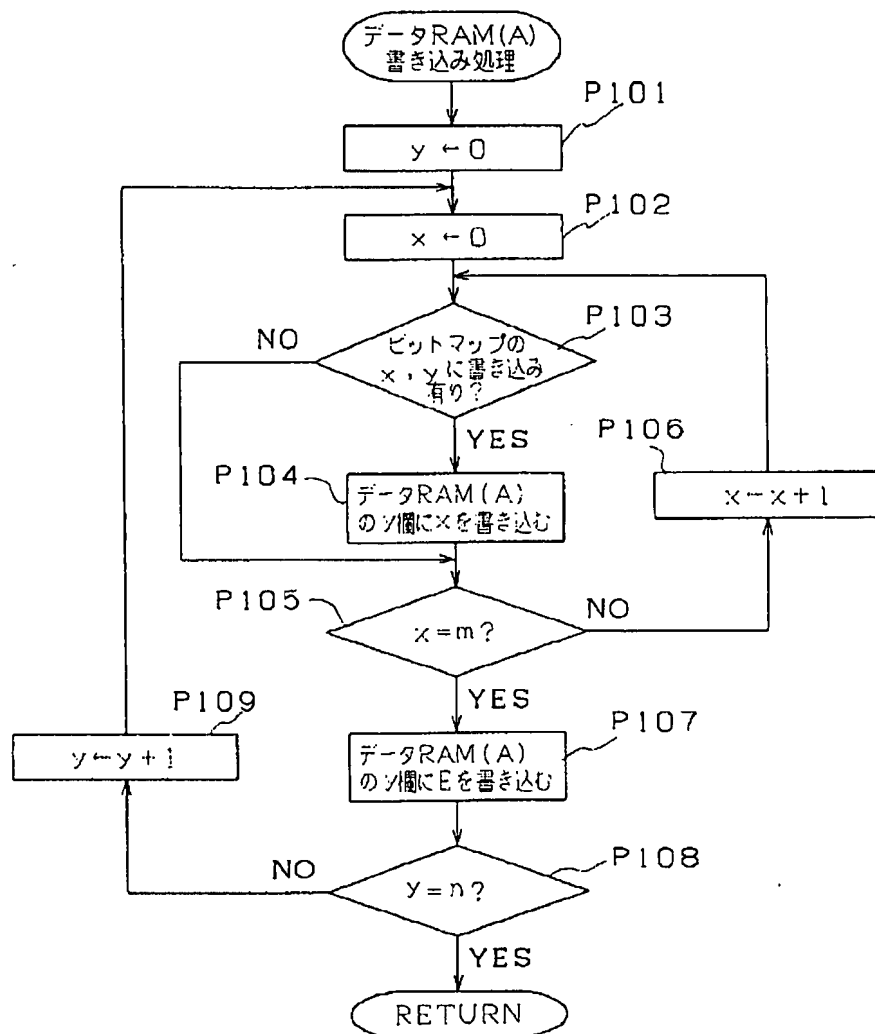 データRAM(A)
書き込み処理
P101
y←0
P102
x←0
P103
NO
ビットマップの
x,yに書き込み
有り?
YES
P106
P104
データRAM(A)
のy欄にxを書き込む
x←x+1
P105
NO
x=m?
YES
P109
P107
y←y+1
データRAM(A)
のy欄にEを書き込む
P108
NO
y=n?
YES
RETURN